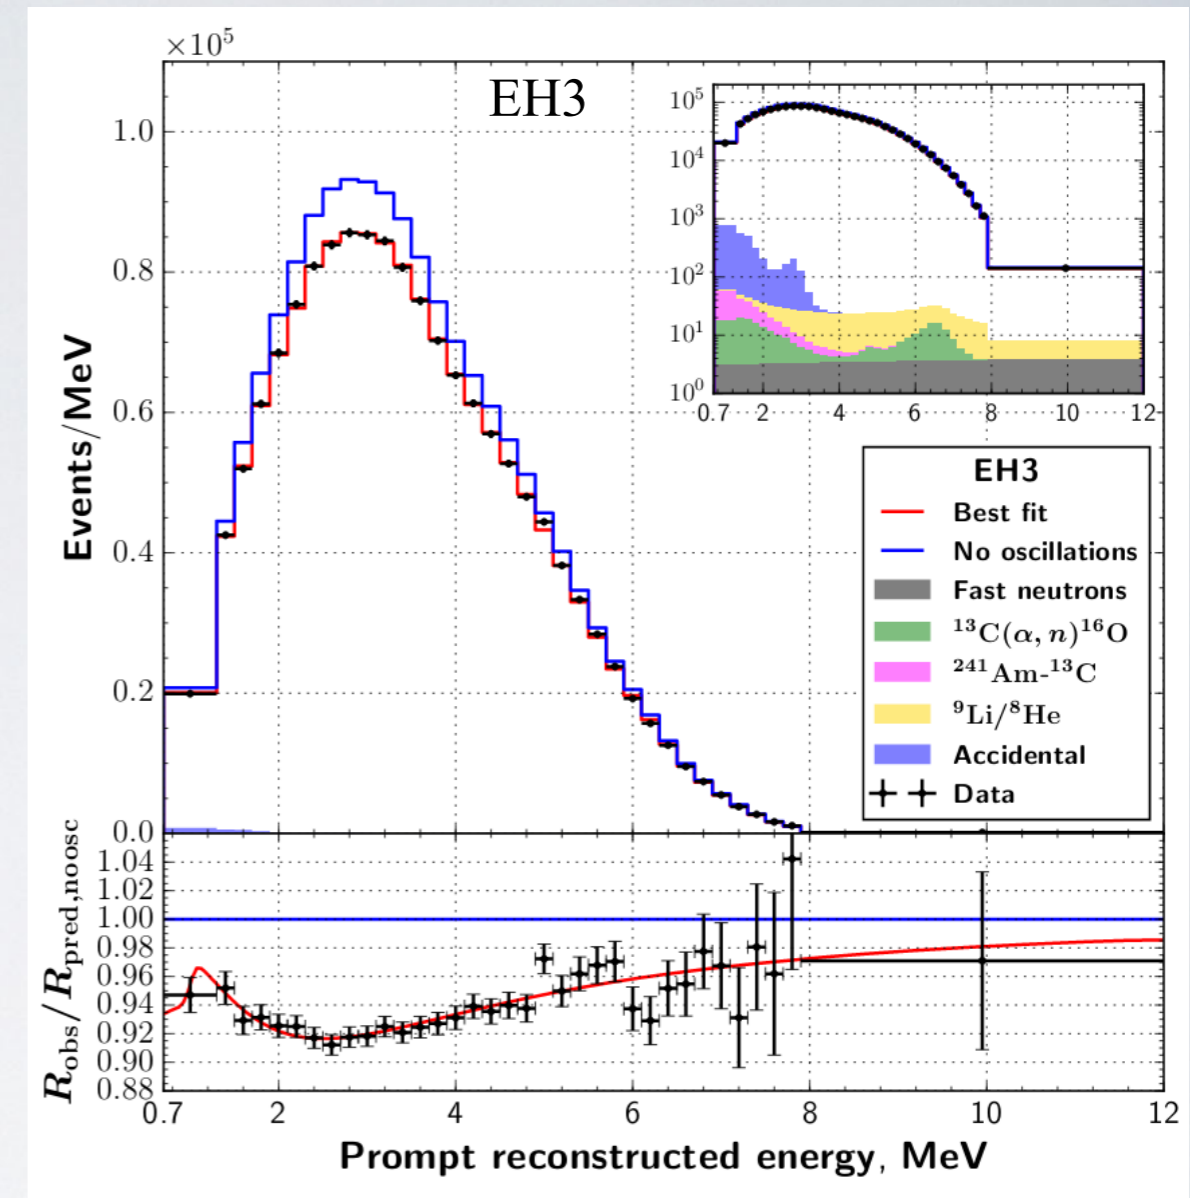 ×10⁵
EH3
1.0
0.8
0.6
0.4
0.2
0.0
Events/MeV
10⁵
10⁴
10³
10²
10¹
10⁰
0.7 2 4 6 8 10 12
EH3
Best fit
No oscillations
Fast neutrons
¹³C(α, n)¹⁶O
²⁴¹Am-¹³C
⁹Li/⁸He
Accidental
Data
1.04
1.02
1.00
0.98
0.96
0.94
0.92
0.90
0.88
R_obs/R_pred,noosc
0.7 2 4 6 8 10 12
Prompt reconstructed energy, MeV